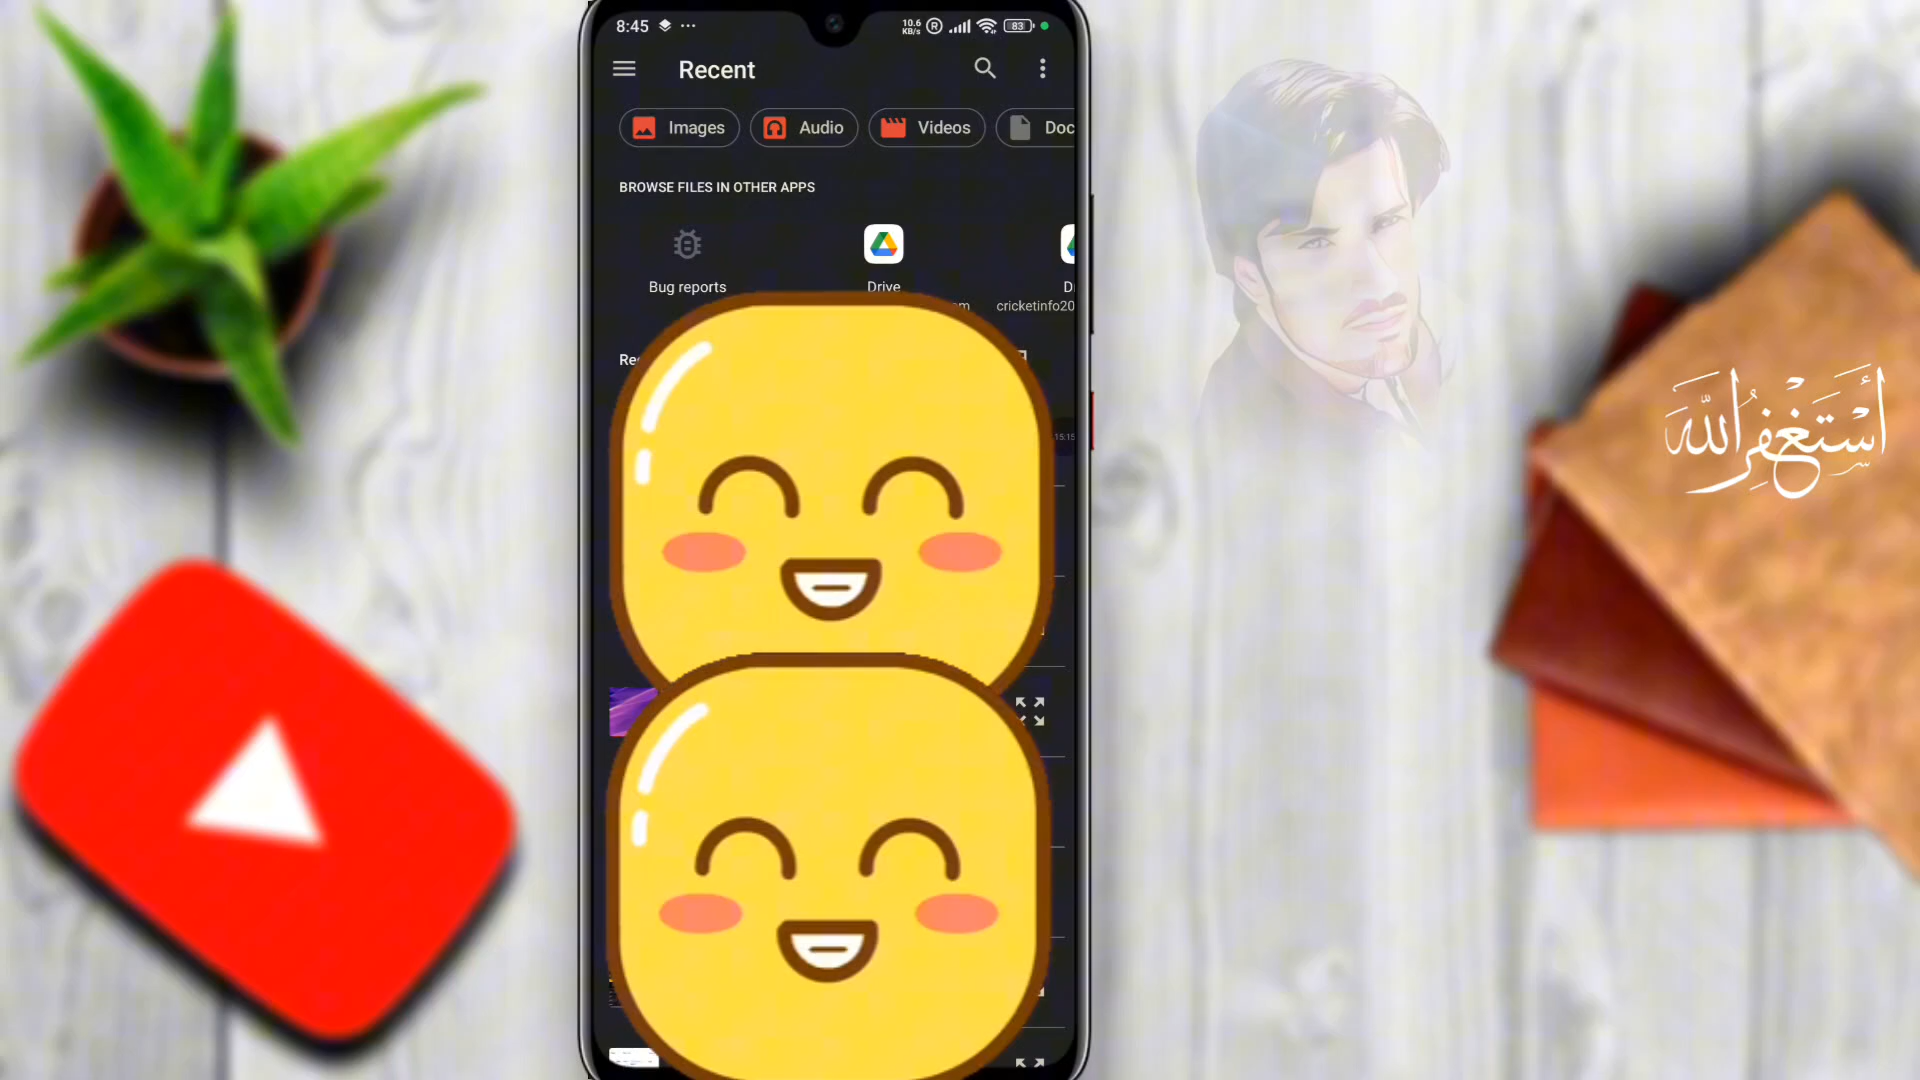 8:45 ... 10.6 KB/s R 83
Recent
Images Audio Videos Doc
BROWSE FILES IN OTHER APPS
Bug reports Drive
cricketinfo20
أستغفر الله